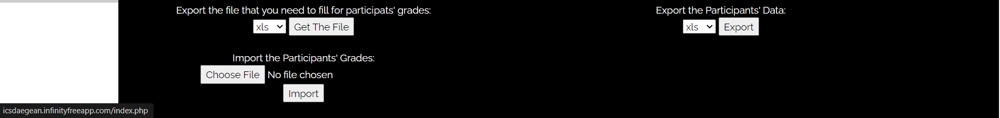 Export the file that you need to fill for particpats' grades:
xls Get The File
Export the Participants' Data:
xls Export
Import the Participants' Grades:
Choose File No file chosen
Import
icsdaegean.infinityfreeapp.com/index.php